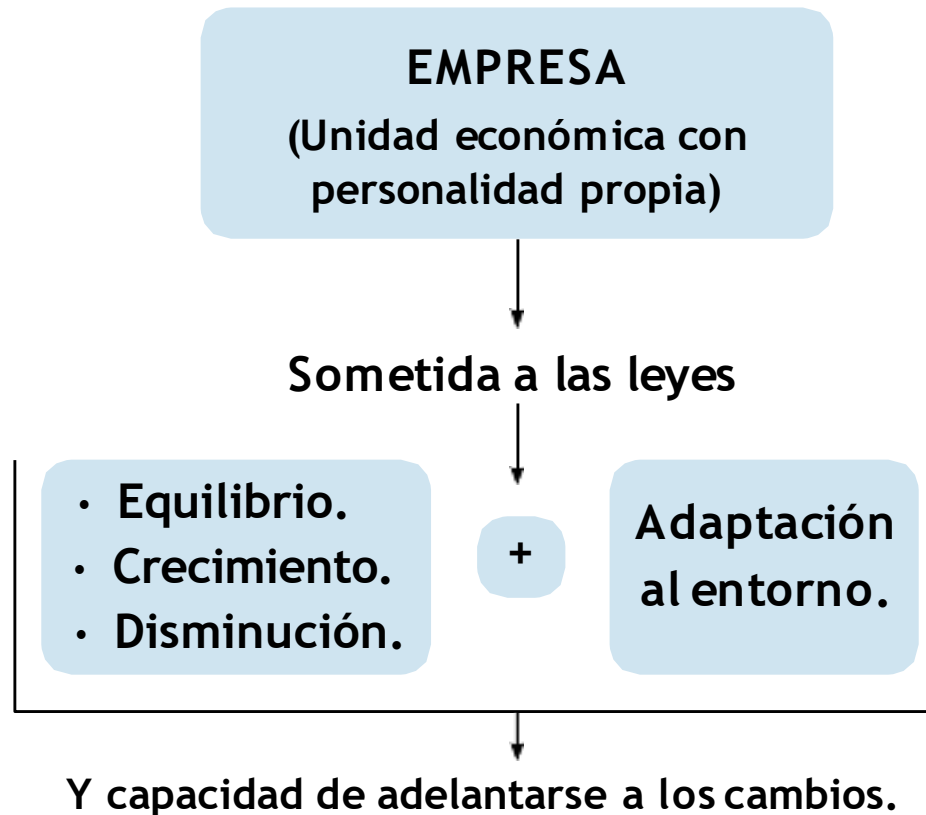 EMPRESA
(Unidad económica con
personalidad propia)
Sometida a las leyes
· Equilibrio.
· Crecimiento.
· Disminución.
+
Adaptación
al entorno.
Y capacidad de adelantarse a los cambios.